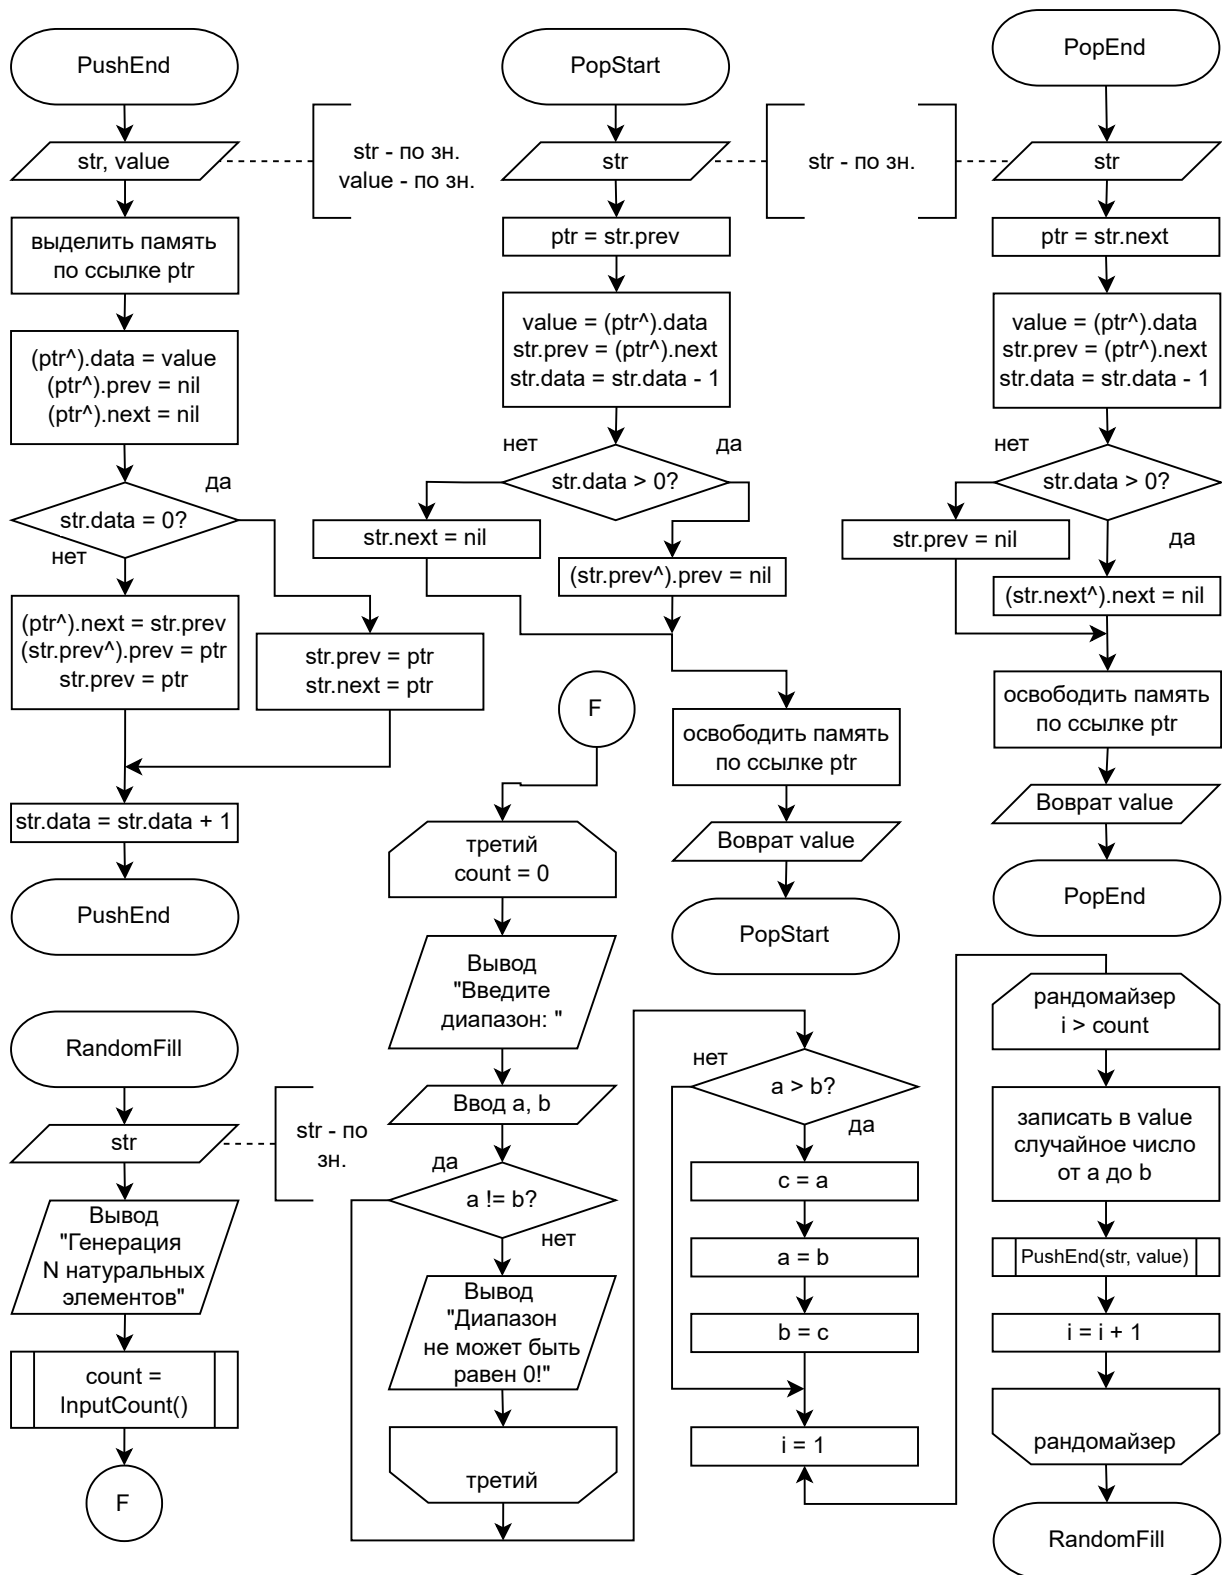 PushEnd
str, value
str - по зн.
value - по зн.
выделить память
по ссылке ptr
(ptr^).data = value
(ptr^).prev = nil
(ptr^).next = nil
да
str.data = 0?
нет
(ptr^).next = str.prev
(str.prev^).prev = ptr
str.prev = ptr
str.prev = ptr
str.next = ptr
str.data = str.data + 1
PushEnd
PopStart
str
str - по зн.
ptr = str.prev
value = (ptr^).data
str.prev = (ptr^).next
str.data = str.data - 1
нет
да
str.data > 0?
str.next = nil
(str.prev^).prev = nil
освободить память
по ссылке ptr
Воврат value
PopStart
PopEnd
str
ptr = str.next
value = (ptr^).data
str.prev = (ptr^).next
str.data = str.data - 1
нет
str.data > 0?
str.prev = nil
да
(str.next^).next = nil
освободить память
по ссылке ptr
Воврат value
PopEnd
RandomFill
str
str - по
зн.
Вывод
"Генерация
N натуральных
элементов"
count =
InputCount()
F
F
третий
count = 0
Вывод
"Введите
диапазон: "
Ввод a, b
да
a != b?
нет
Вывод
"Диапазон
не может быть
равен 0!"
третий
нет
a > b?
да
c = a
a = b
b = c
i = 1
рандомайзер
i > count
записать в value
случайное число
от a до b
PushEnd(str, value)
i = i + 1
рандомайзер
RandomFill